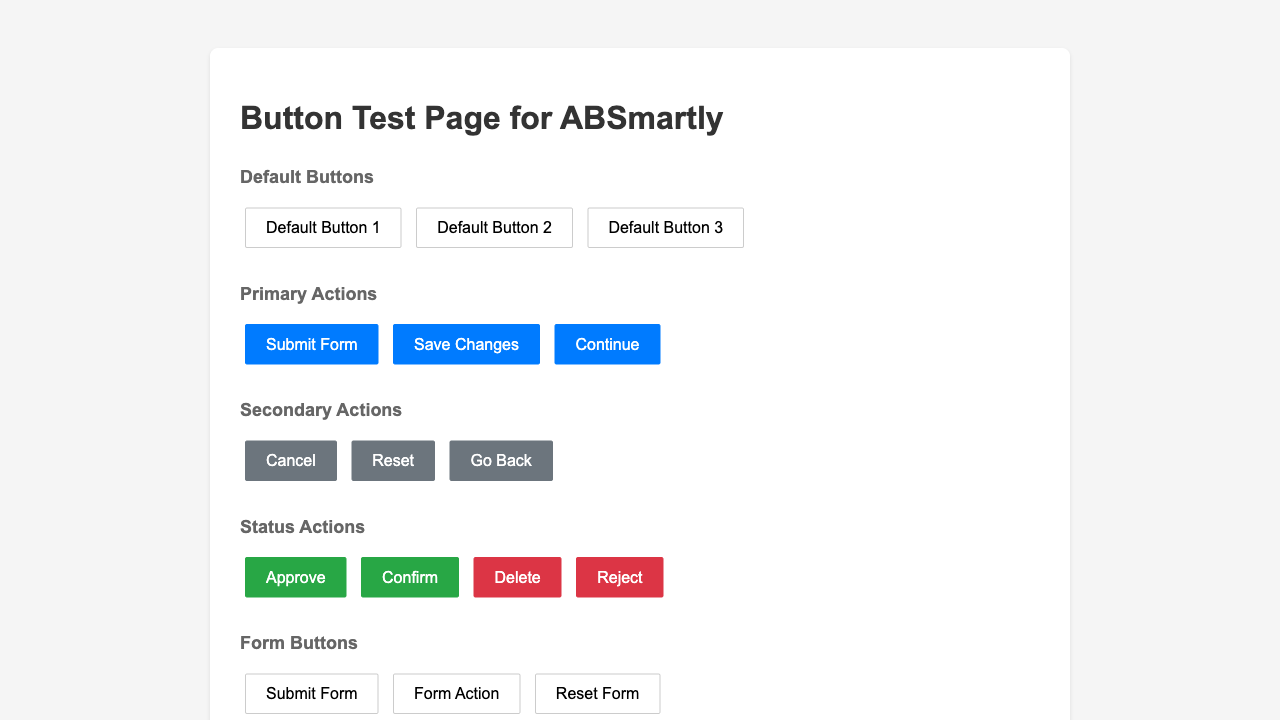 Button Test Page for ABSmartly
Default Buttons
Default Button 1 Default Button 2 Default Button 3
Primary Actions
Submit Form Save Changes Continue
Secondary Actions
Cancel Reset Go Back
Status Actions
Approve Confirm Delete Reject
Form Buttons
Submit Form Form Action Reset Form